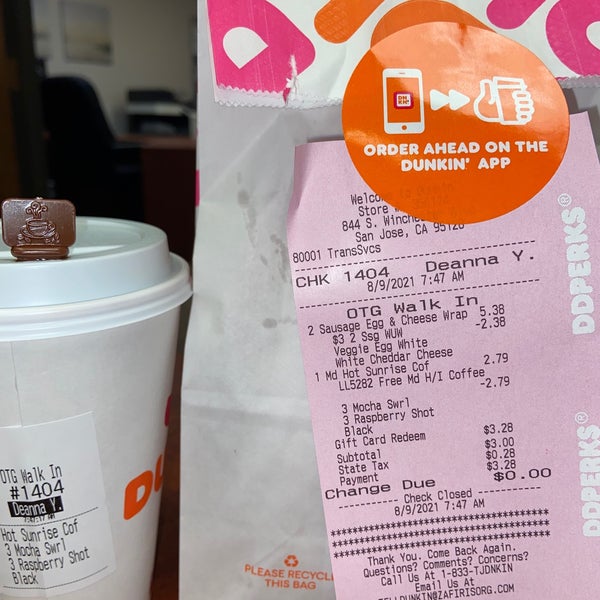 ORDER AHEAD ON THE
DUNKIN' APP
Store
844 S.
San Jose, CA 95128
80001 TransSvcs
CHK 1404 Deanna Y.
8/9/2021 7:47 AM
OTG Walk In
2 Sausage Egg & Cheese Wrap 5.38
$3 2 Ssg WUW -2.38
Veggie Egg White
White Cheddar Cheese
1 Md Hot Sunrise Cof 2.79
LL5282 Free Md H/I Coffee -2.79
3 Mocha Swrl
3 Raspberry Shot
Black
Gift Card Redeem $3.28
Subtotal $3.00
State Tax $0.28
Payment $3.28
Change Due $0.00
---------- Check Closed ----------
8/9/2021 7:47 AM
Thank You. Come Back Again.
Questions? Comments? Concerns?
Call Us At 1-833-TJDNKIN
Email Us At
TELLDUNKIN@ZAFIRISORG.COM
DDPERKS®
DDPERKS®
PLEASE RECYCLE
THIS BAG
DU
OTG Walk In
#1404
Deanna Y.
Hot Sunrise Cof
3 Mocha Swrl
3 Raspberry Shot
Black